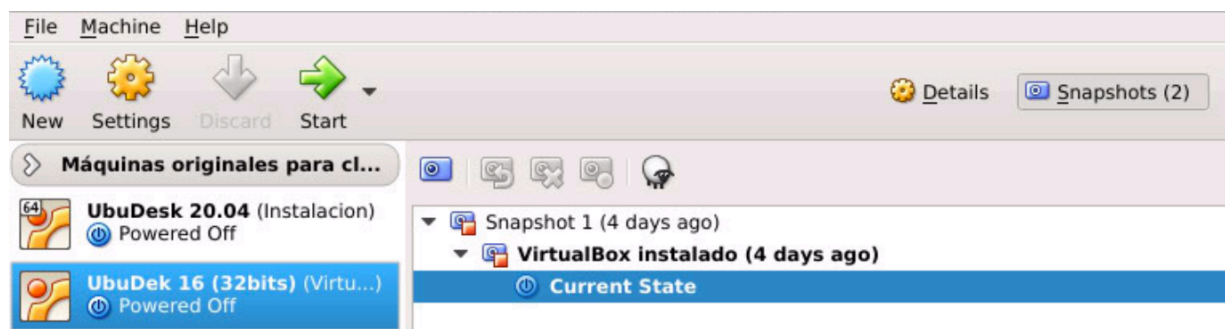 File Machine Help
New Settings Discard Start Details Snapshots (2)
Máquinas originales para cl...
64 UbuDesk 20.04 (Instalacion)
Powered Off
UbuDek 16 (32bits) (Virtu...)
Powered Off
Snapshot 1 (4 days ago)
VirtualBox instalado (4 days ago)
Current State